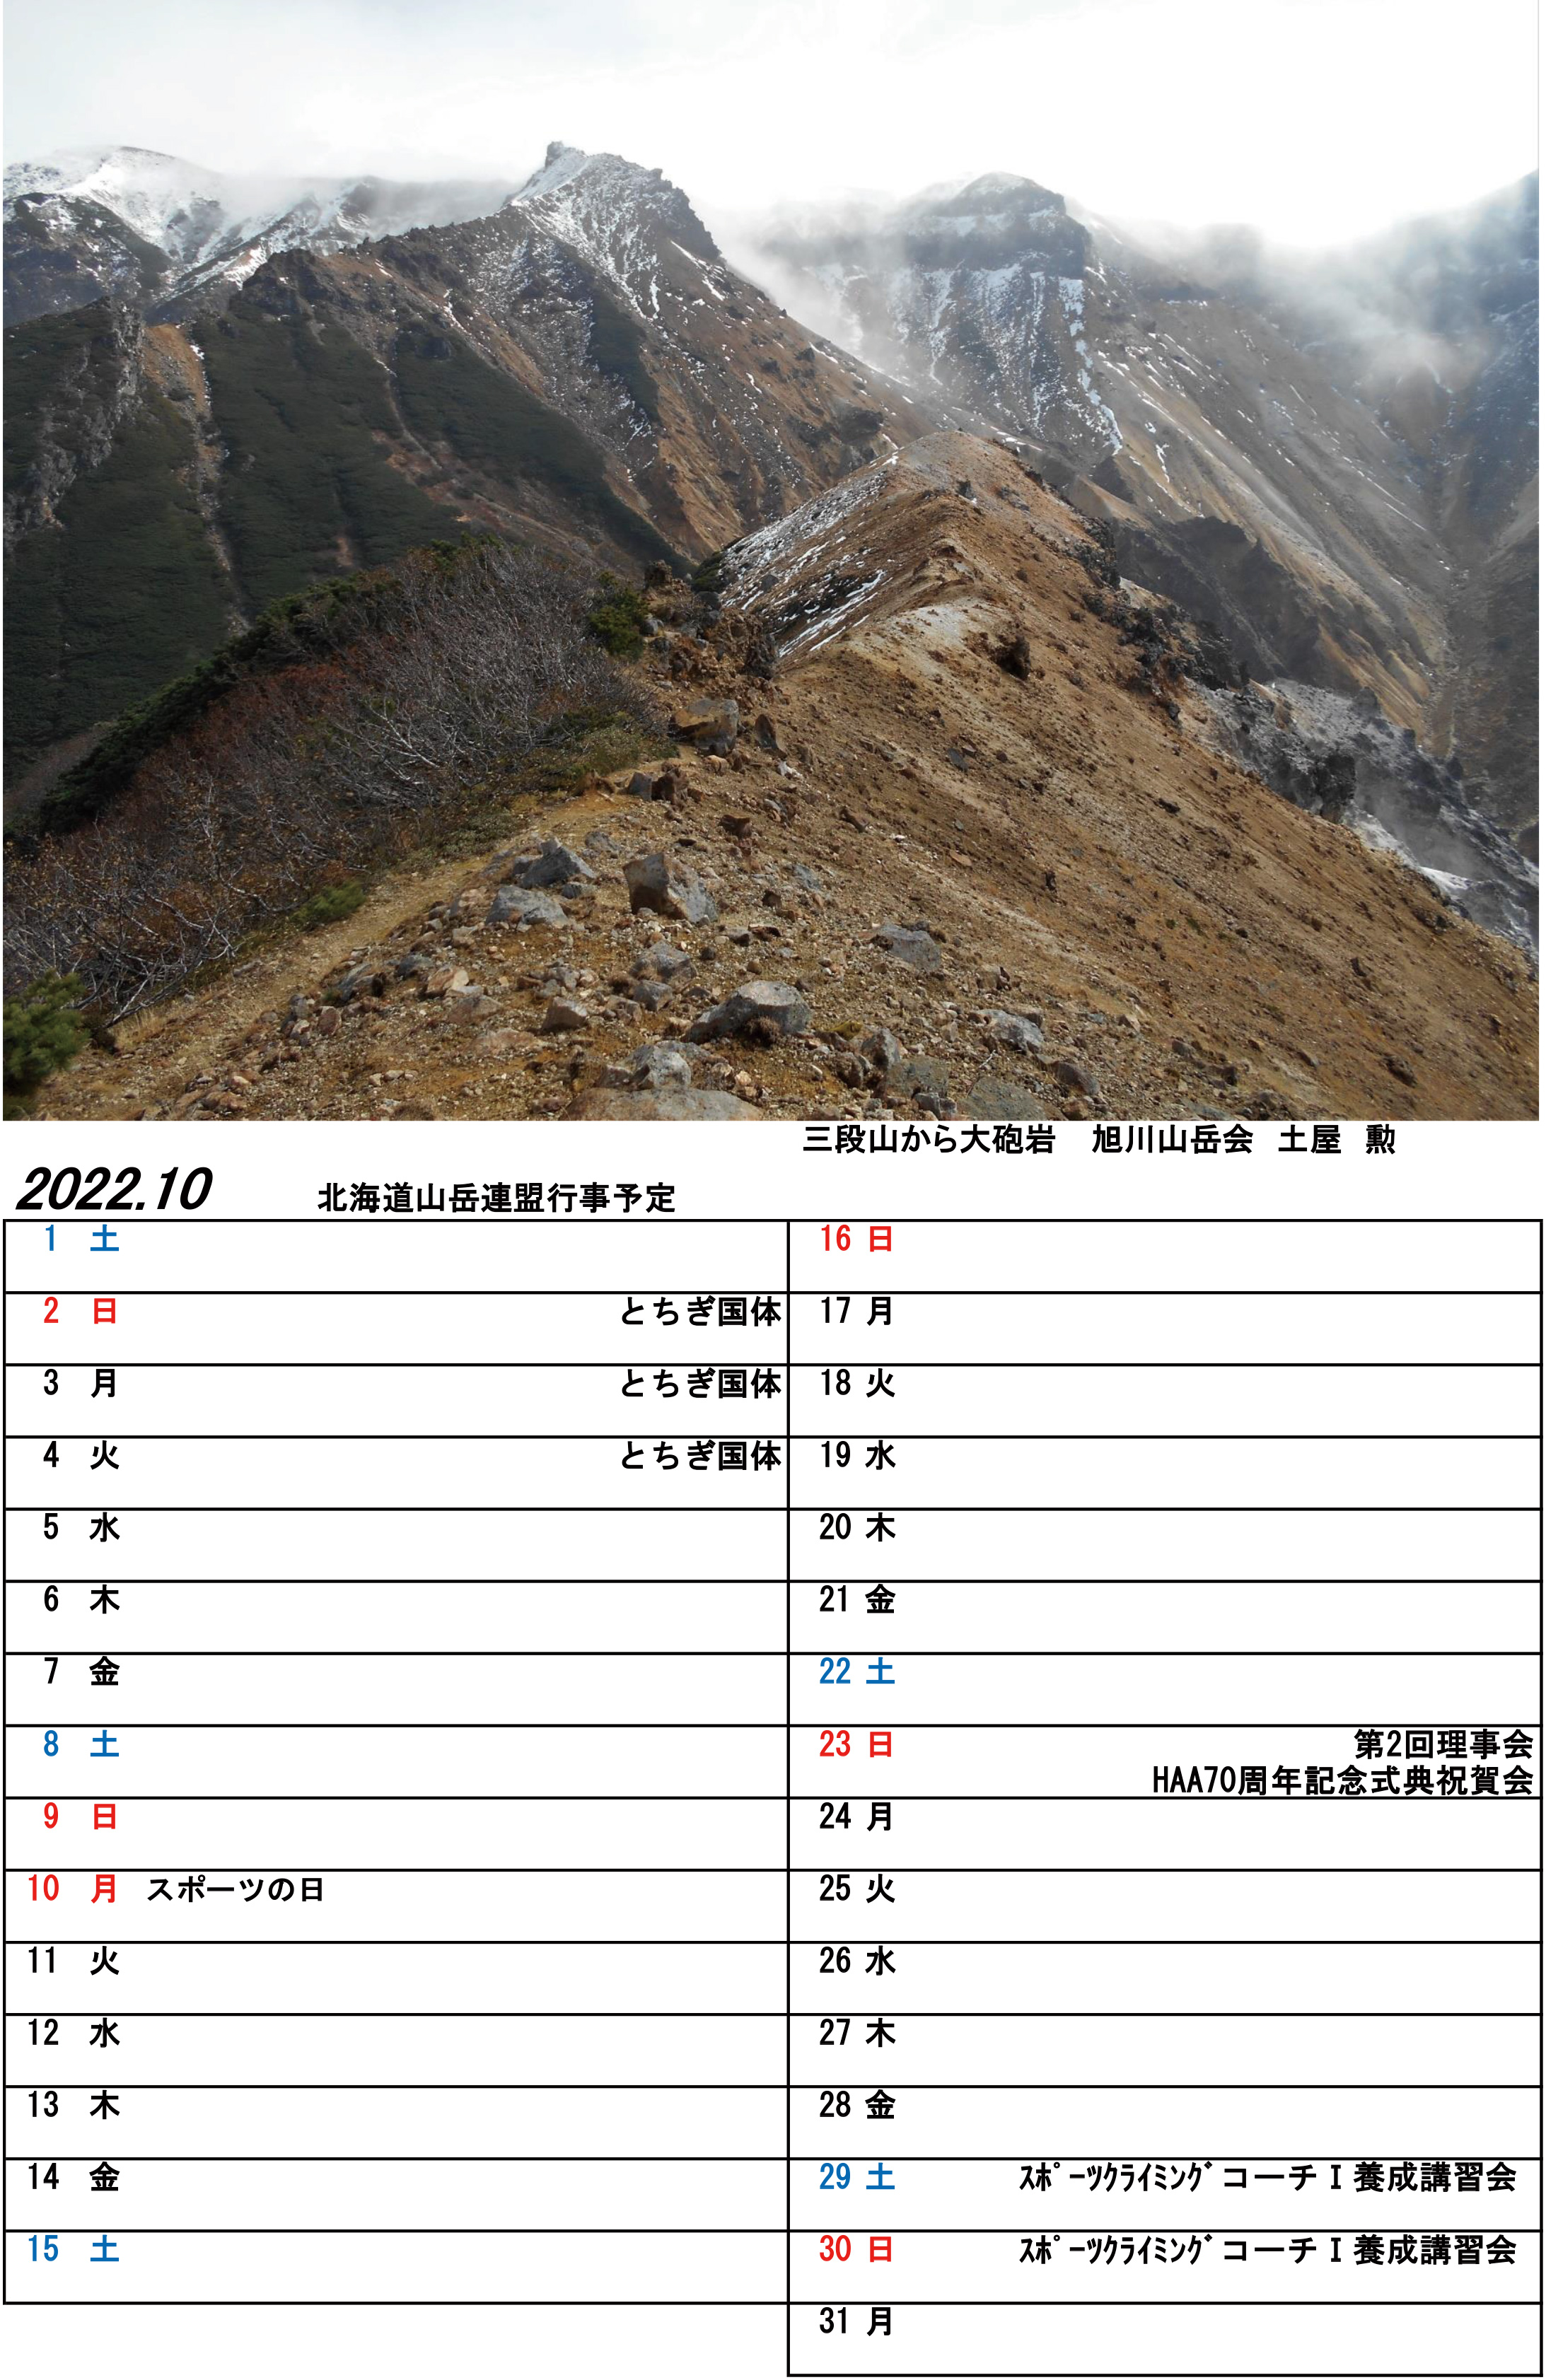 三段山から大砲岩　旭川山岳会　土屋　勲
2022.10　北海道山岳連盟行事予定
1　土
2　日　とちぎ国体
3　月　とちぎ国体
4　火　とちぎ国体
5　水
6　木
7　金
8　土
9　日
10　月　スポーツの日
11　火
12　水
13　木
14　金
15　土
16 日
17 月
18 火
19 水
20 木
21 金
22 土
23 日　第2回理事会
HAA70周年記念式典祝賀会
24 月
25 火
26 水
27 木
28 金
29 土　ｽﾎﾟｰﾂｸﾗｲﾐﾝｸﾞコーチⅠ養成講習会
30 日　ｽﾎﾟｰﾂｸﾗｲﾐﾝｸﾞコーチⅠ養成講習会
31 月